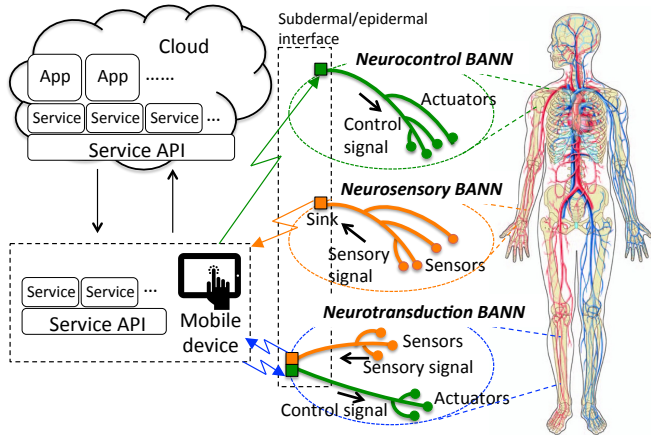 Subdermal/epidermal
interface
Cloud
App
App
......
Service
Service
Service
...
Service API
Neurocontrol BANN
Actuators
Control
signal
Neurosensory BANN
Sink
Sensory
signal
Sensors
Service
Service
...
Service API
Mobile
device
Neurotransduction BANN
Sensors
Sensory signal
Actuators
Control signal